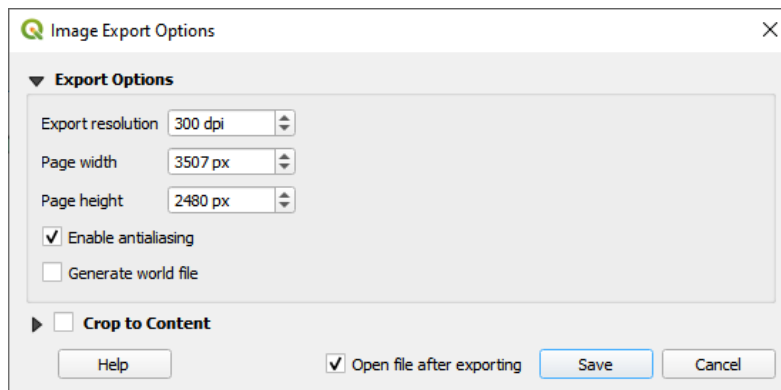 Image Export Options
Export Options
Export resolution 300 dpi
Page width 3507 px
Page height 2480 px
Enable antialiasing
Generate world file
Crop to Content
Help Open file after exporting Save Cancel